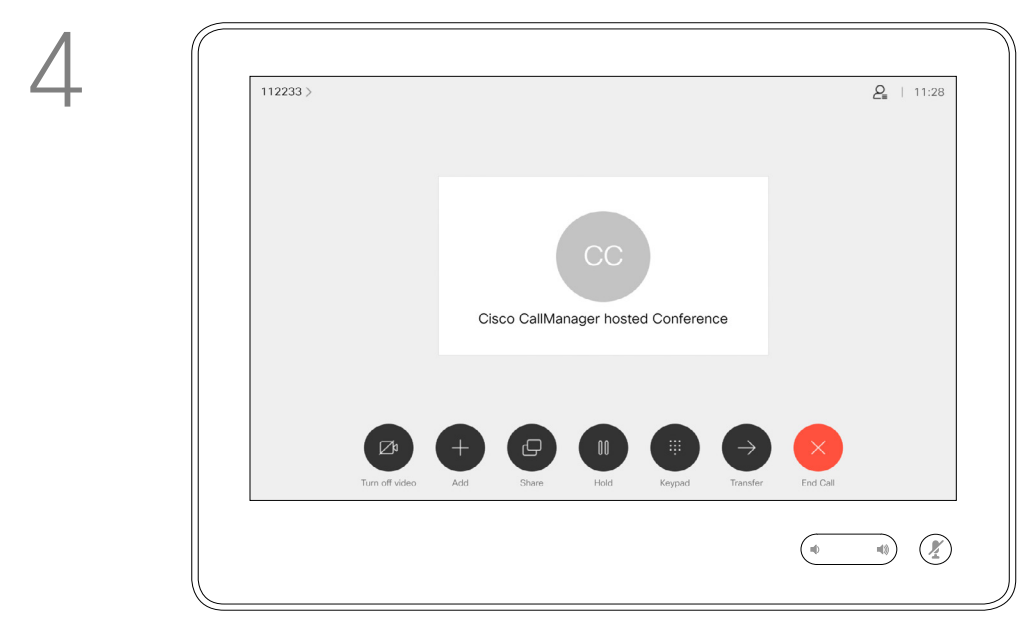 4
112233 >
11:28
CC
Cisco CallManager hosted Conference
Turn off video
Add
Share
Hold
Keypad
Transfer
End Call